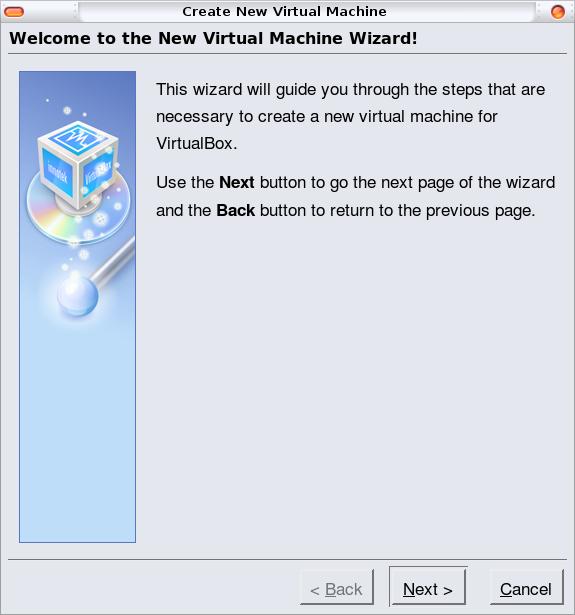 Create New Virtual Machine
Welcome to the New Virtual Machine Wizard!
This wizard will guide you through the steps that are
necessary to create a new virtual machine for
VirtualBox.
Use the Next button to go the next page of the wizard
and the Back button to return to the previous page.
innotek
VirtualBox
< Back
Next >
Cancel